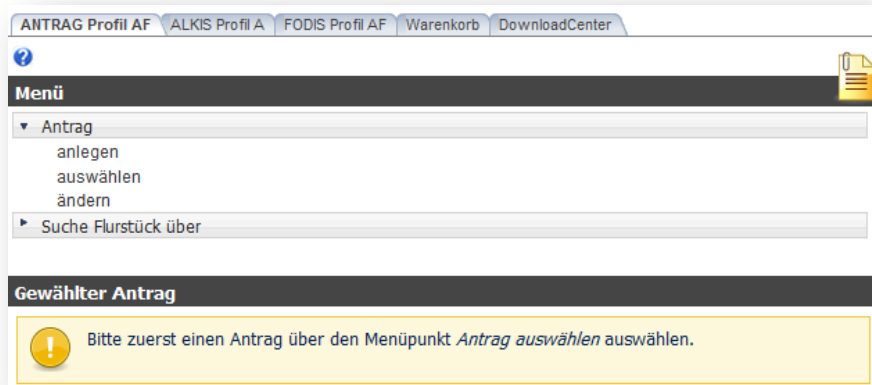 ANTRAG Profil AF ALKIS Profil A FODIS Profil AF Warenkorb DownloadCenter
Menü
Antrag
anlegen
auswählen
ändern
Suche Flurstück über
Gewählter Antrag
Bitte zuerst einen Antrag über den Menüpunkt Antrag auswählen auswählen.